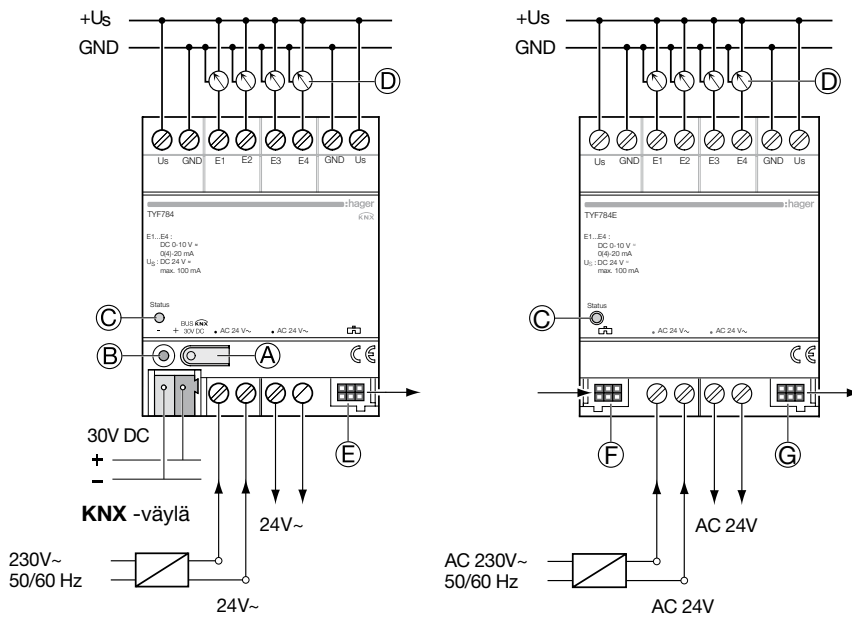 +Us
GND
D
Us GND E1 E2 E3 E4 GND Us
:hager
TYF784
KNX
E1...E4 :
DC 0-10 V =
0(4)-20 mA
US : DC 24 V =
max. 100 mA
Status
C
- + BUS KNX 30V DC • AC 24 V~ • AC 24 V~
B
A
CE
E
30V DC
+
-
KNX -väylä
24V~
230V~
50/60 Hz
24V~
+Us
GND
D
Us GND E1 E2 E3 E4 GND Us
:hager
TYF784E
E1...E4 :
DC 0-10 V =
0(4)-20 mA
US : DC 24 V =
max. 100 mA
Status
C
• AC 24 V~ • AC 24 V~
CE
F
G
AC 24V
AC 230V~
50/60 Hz
AC 24V